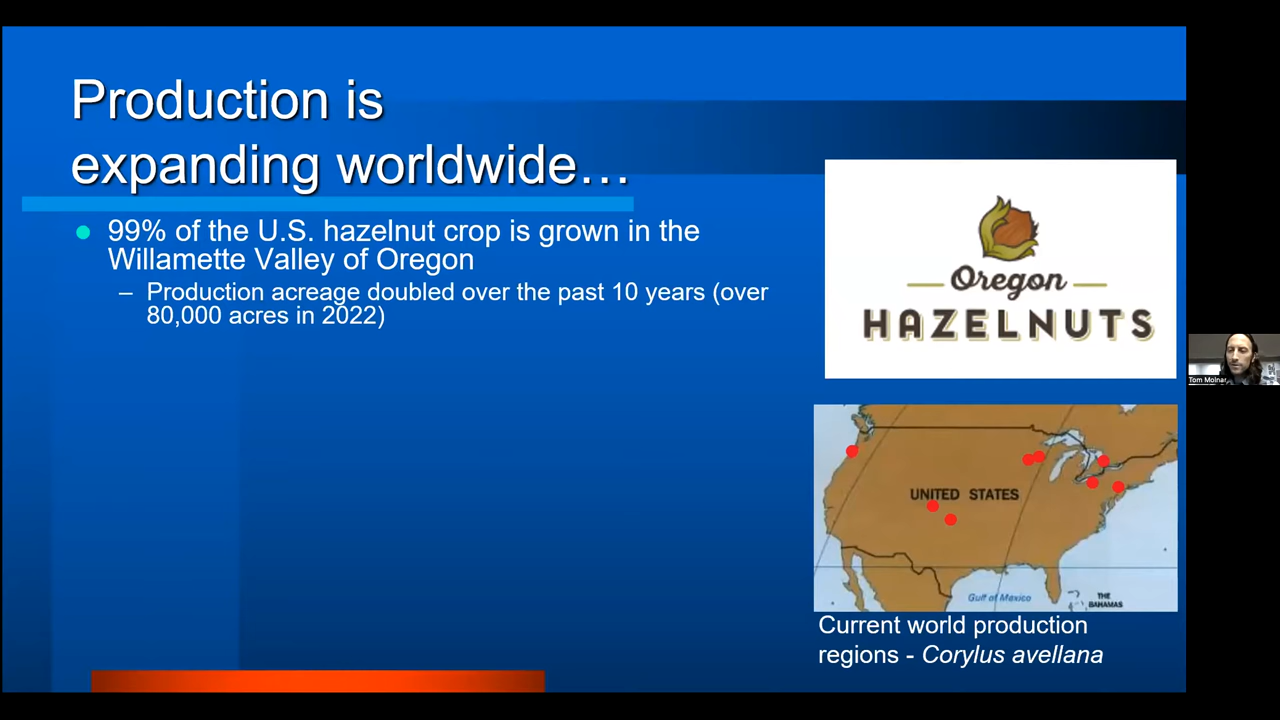 Production is
expanding worldwide…
99% of the U.S. hazelnut crop is grown in the
Willamette Valley of Oregon
– Production acreage doubled over the past 10 years (over
80,000 acres in 2022)
Oregon
HAZELNUTS
UNITED STATES
Gulf of Mexico
THE
BAHAMAS
Current world production
regions - Corylus avellana
Tom Molnar